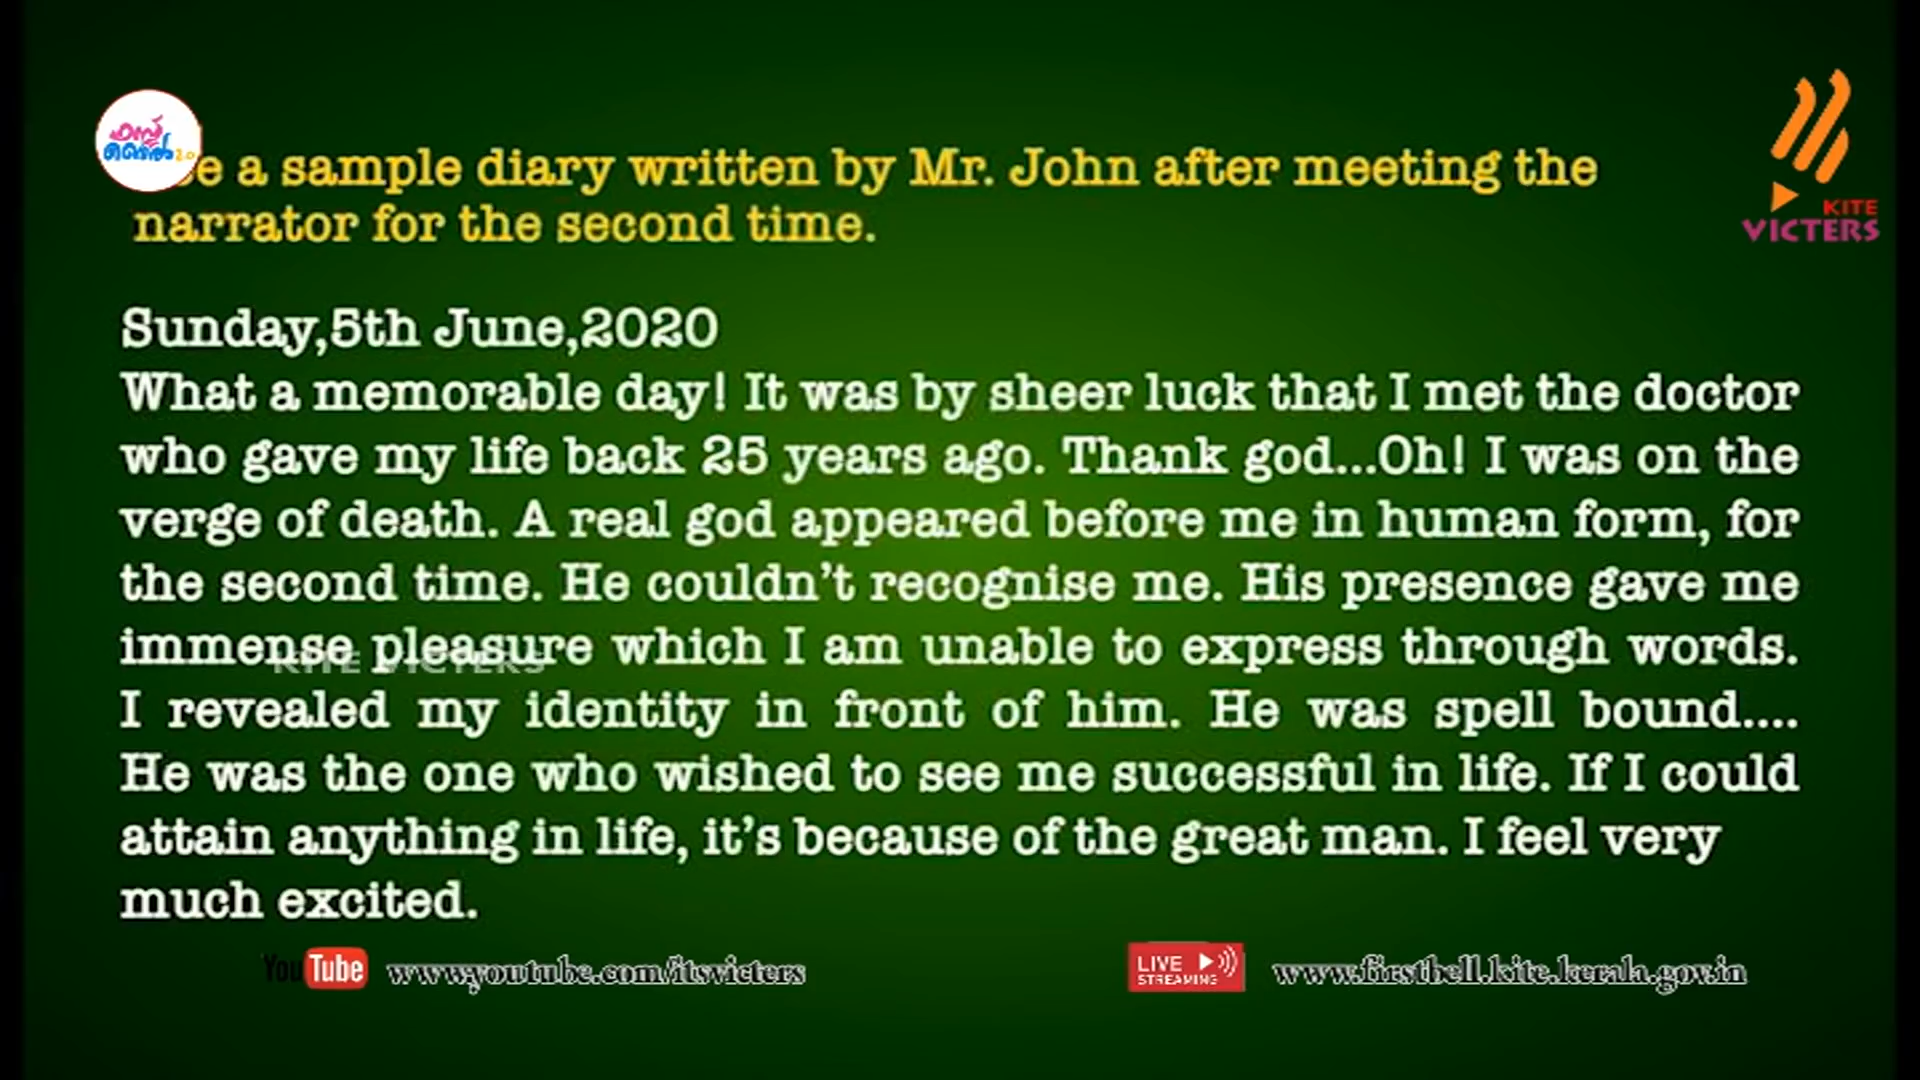 ഫസ്റ്റ്
ബെൽ 2.0
a sample diary written by Mr. John after meeting the
narrator for the second time.
KITE
VICTERS
Sunday,5th June,2020
What a memorable day! It was by sheer luck that I met the doctor
who gave my life back 25 years ago. Thank god...Oh! I was on the
verge of death. A real god appeared before me in human form, for
the second time. He couldn't recognise me. His presence gave me
immense pleasure which I am unable to express through words.
KITE VICTERS
I revealed my identity in front of him. He was spell bound....
He was the one who wished to see me successful in life. If I could
attain anything in life, it's because of the great man. I feel very
much excited.
YouTube www.youtube.com/itsvicters
LIVE STREAMING www.firstbell.kite.kerala.gov.in